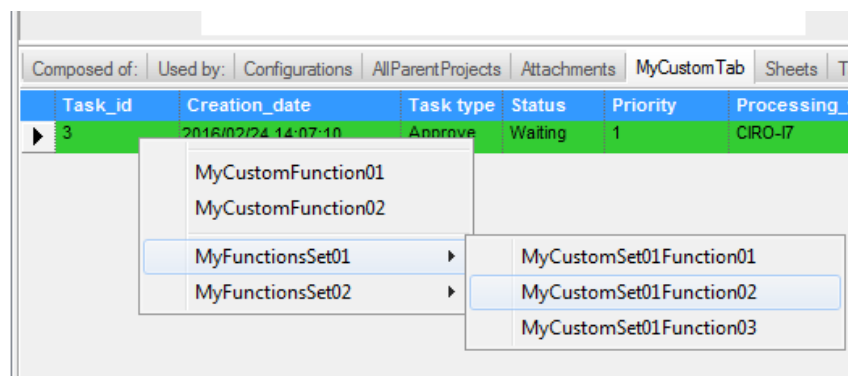 Composed of: Used by: Configurations AllParentProjects Attachments MyCustomTab Sheets T
Task_id Creation_date Task type Status Priority Processing_
3 2016/02/24 14:07:10 Approve Waiting 1 CIRO-I7
MyCustomFunction01
MyCustomFunction02
MyFunctionsSet01 MyCustomSet01Function01
MyFunctionsSet02 MyCustomSet01Function02
MyCustomSet01Function03